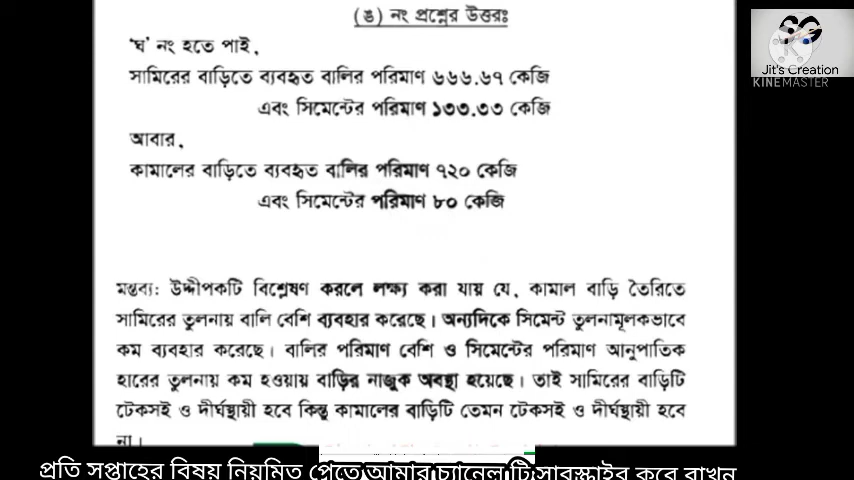 (ঙ) নং প্রশ্নের উত্তরঃ
'ঘ' নং হতে পাই,
সামিরের বাড়িতে ব্যবহৃত বালির পরিমাণ ৬৬৬.৬৭ কেজি
এবং সিমেন্টের পরিমাণ ১৩৩.৩৩ কেজি
আবার,
কামালের বাড়িতে ব্যবহৃত বালির পরিমাণ ৭২০ কেজি
এবং সিমেন্টের পরিমাণ ৮০ কেজি
মন্তব্য: উদ্দীপকটি বিশ্লেষণ করলে লক্ষ্য করা যায় যে, কামাল বাড়ি তৈরিতে
সামিরের তুলনায় বালি বেশি ব্যবহার করেছে। অন্যদিকে সিমেন্ট তুলনামূলকভাবে
কম ব্যবহার করেছে। বালির পরিমাণ বেশি ও সিমেন্টের পরিমাণ আনুপাতিক
হারের তুলনায় কম হওয়ায় বাড়ির নাজুক অবস্থা হয়েছে। তাই সামিরের বাড়িটি
টেকসই ও দীর্ঘস্থায়ী হবে কিন্তু কামালের বাড়িটি তেমন টেকসই ও দীর্ঘস্থায়ী হবে
না।
প্রতি সপ্তাহের বিষয় নিয়মিত পেতে আমার চ্যানেল টি সাবস্ক্রাইব করে রাখুন
Jit's Creation
KINEMASTER